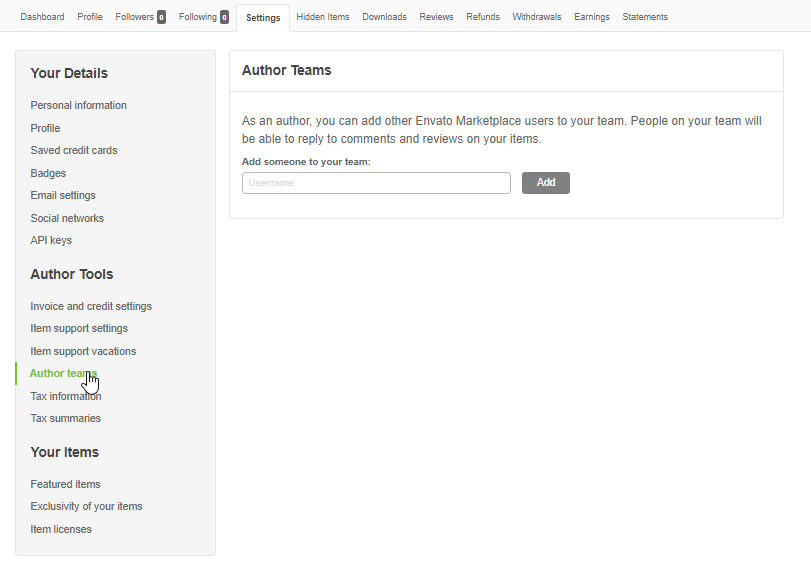 Dashboard Profile Followers 0 Following 0 Settings Hidden Items Downloads Reviews Refunds Withdrawals Earnings Statements
Your Details
Personal information
Profile
Saved credit cards
Badges
Email settings
Social networks
API keys
Author Tools
Invoice and credit settings
Item support settings
Item support vacations
Author teams
Tax information
Tax summaries
Your Items
Featured items
Exclusivity of your items
Item licenses
Author Teams
As an author, you can add other Envato Marketplace users to your team. People on your team will
be able to reply to comments and reviews on your items.
Add someone to your team:
Username Add